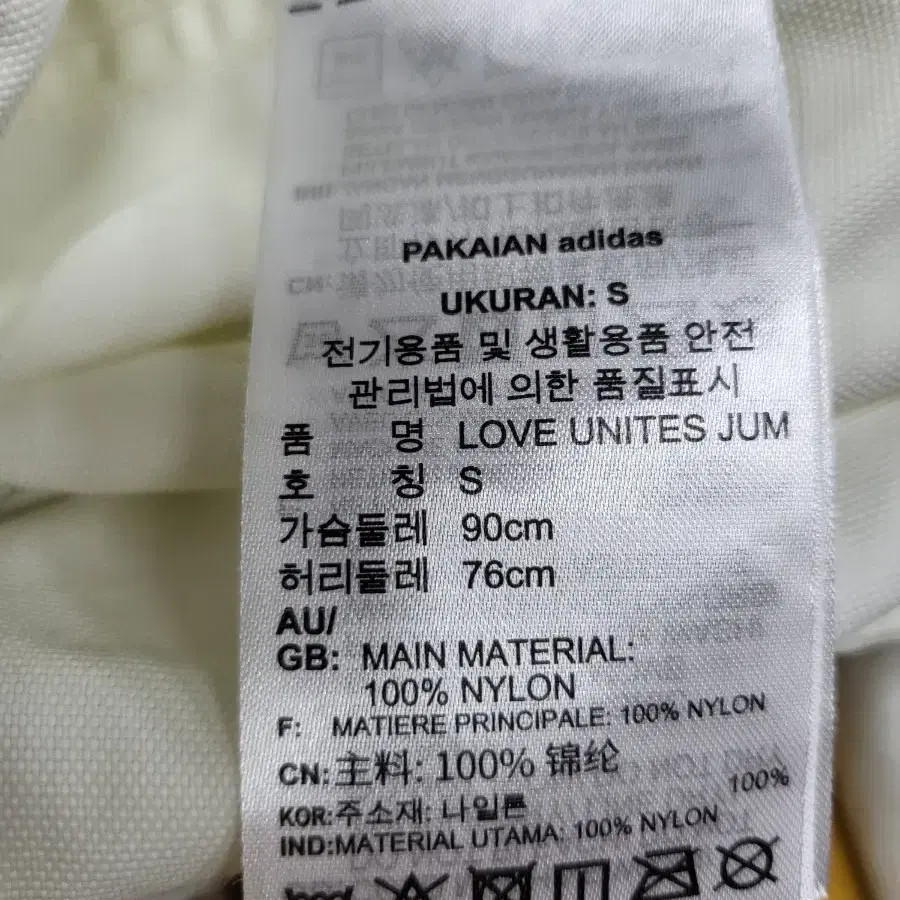 PAKAIAN adidas
UKURAN: S
전기용품 및 생활용품 안전
관리법에 의한 품질표시
품 명 LOVE UNITES JUM
호 칭 S
가슴둘레 90cm
허리둘레 76cm
AU/
GB: MAIN MATERIAL:
100% NYLON
F: MATIERE PRINCIPALE: 100% NYLON
CN: 主料: 100% 锦纶
KOR: 주소재: 나일론 100%
IND: MATERIAL UTAMA: 100% NYLON